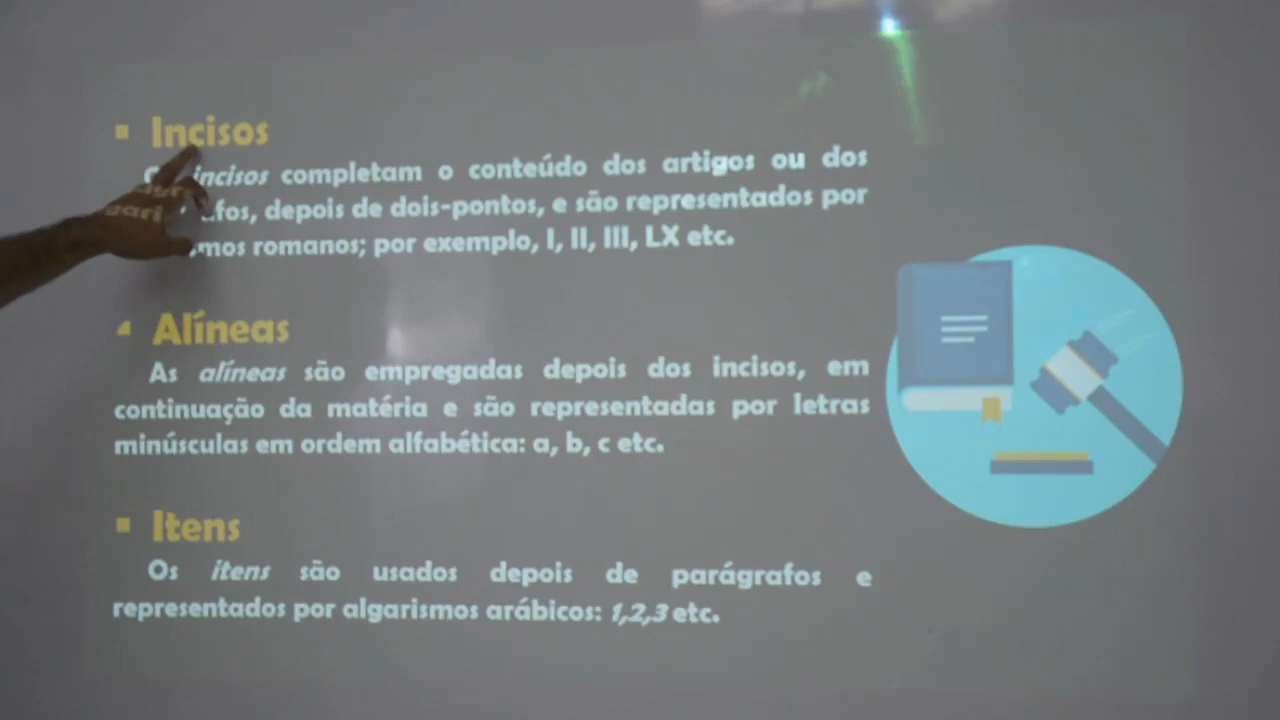 Incisos
incisos completam o conteúdo dos artigos ou dos
depois de dois-pontos, e são representados por
romanos; por exemplo, I, II, III, LX etc.
Alíneas
As alíneas são empregadas depois dos incisos, em
continuação da matéria e são representadas por letras
minúsculas em ordem alfabética: a, b, c etc.
Itens
Os itens são usados depois de parágrafos e
representados por algarismos arábicos: 1,2,3 etc.